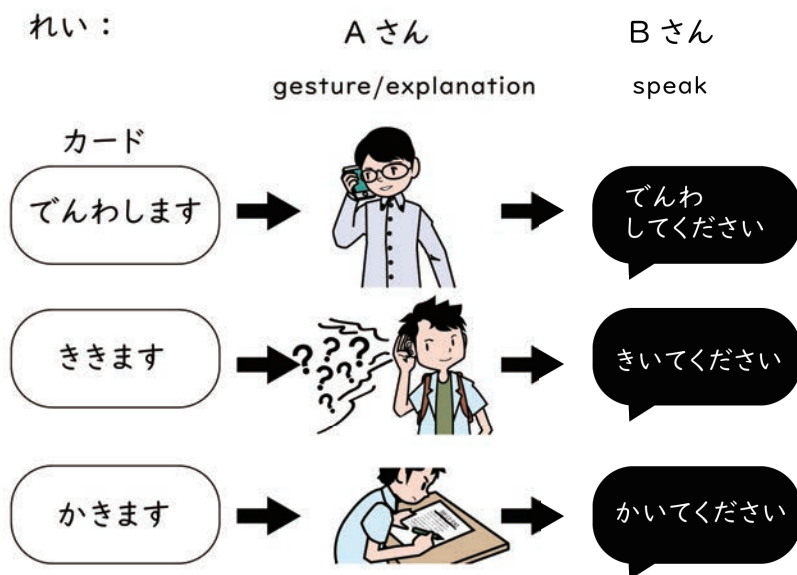 れい：
Aさん
Bさん
gesture/explanation
speak
カード
でんわします
でんわ
してください
ききます
? ? ? ? ? ? ?
きいてください
かきます
かいてください